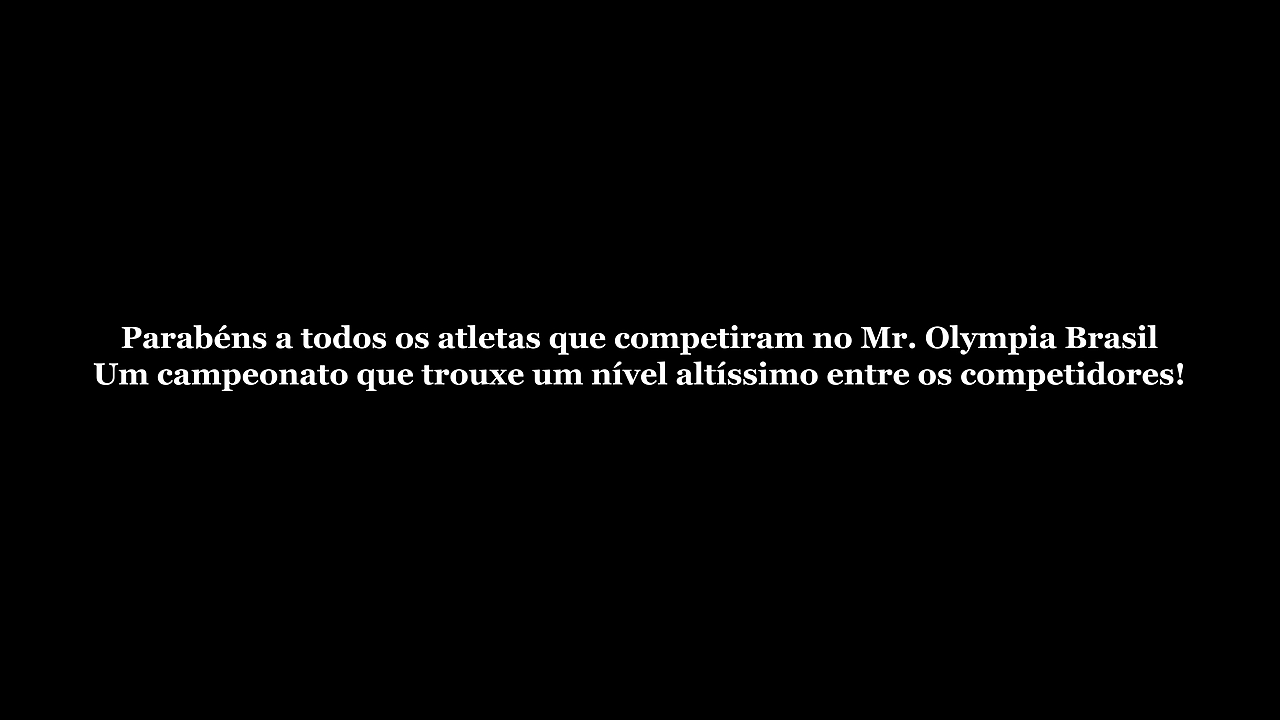 Parabéns a todos os atletas que competiram no Mr. Olympia Brasil
Um campeonato que trouxe um nível altíssimo entre os competidores!